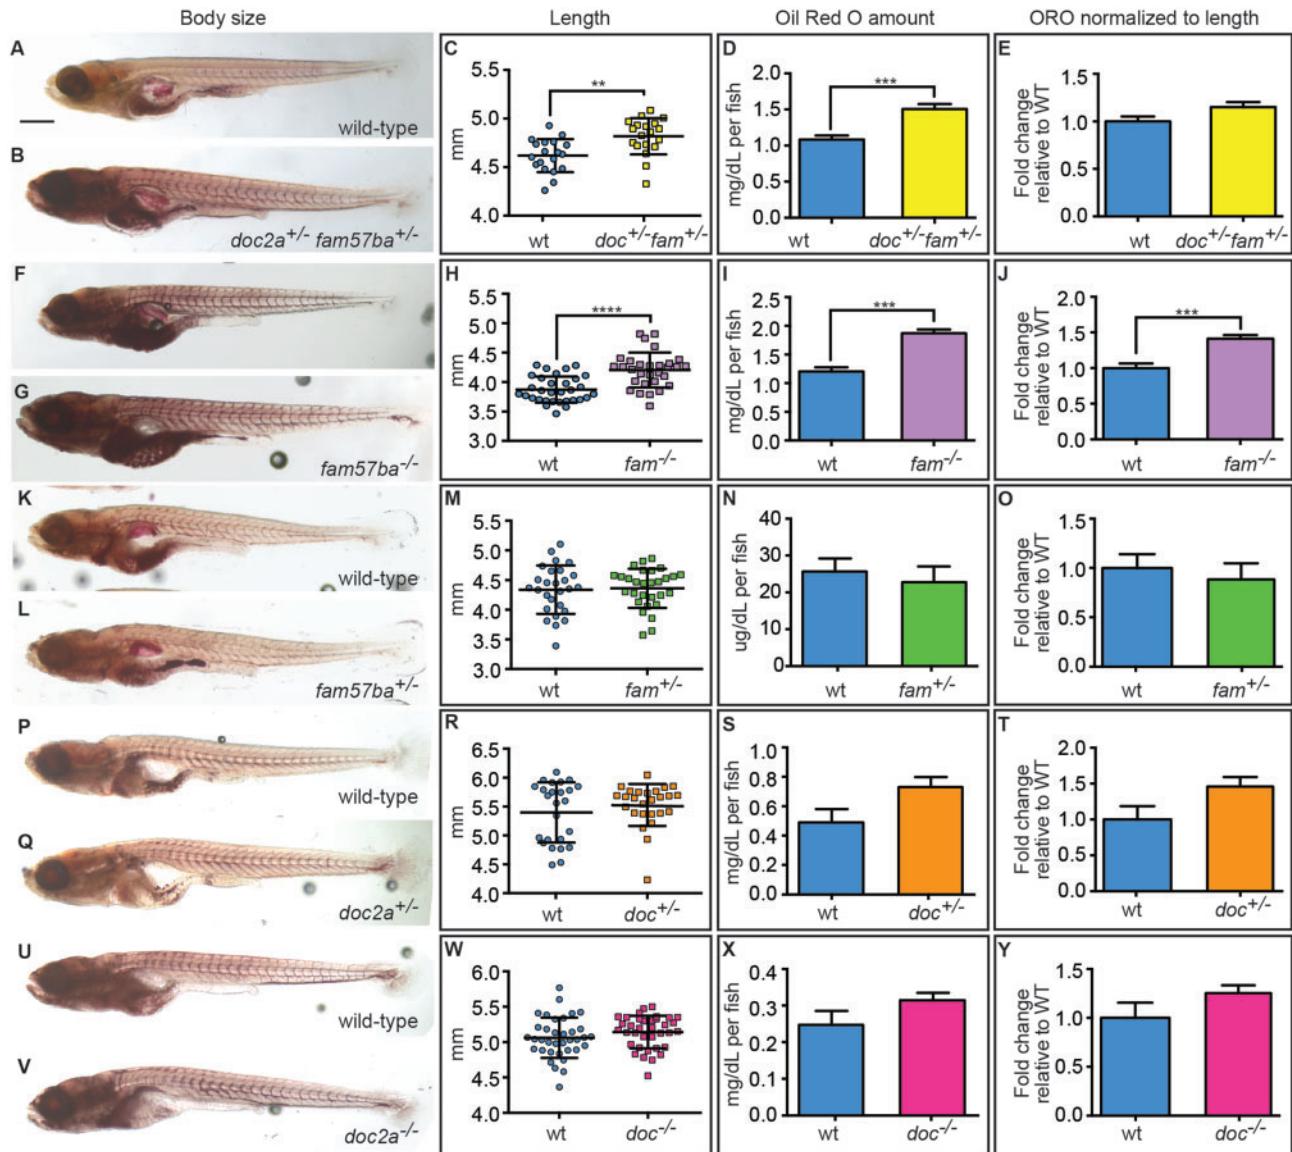 Body size
Length
Oil Red O amount
ORO normalized to length
A
wild-type
B
doc2a+/- fam57ba+/-
C
mm
5.5
5.0
4.5
4.0
**
wt
doc+/-fam+/-
D
mg/dL per fish
2.0
1.5
1.0
0.5
0.0
***
wt
doc+/-fam+/-
E
Fold change
relative to WT
1.5
1.0
0.5
0.0
wt
doc+/-fam+/-
F
G
fam57ba-/-
H
mm
5.5
5.0
4.5
4.0
3.5
3.0
****
wt
fam-/-
I
mg/dL per fish
2.5
2.0
1.5
1.0
0.5
0.0
***
wt
fam-/-
J
Fold change
relative to WT
2.0
1.5
1.0
0.5
0.0
***
wt
fam-/-
K
wild-type
L
fam57ba+/-
M
mm
5.5
5.0
4.5
4.0
3.5
3.0
wt
fam+/-
N
ug/dL per fish
40
30
20
10
0
wt
fam+/-
O
Fold change
relative to WT
1.5
1.0
0.5
0.0
wt
fam+/-
P
wild-type
Q
doc2a+/-
R
mm
6.5
6.0
5.5
5.0
4.5
4.0
wt
doc+/-
S
mg/dL per fish
1.0
0.8
0.6
0.4
0.2
0.0
wt
doc+/-
T
Fold change
relative to WT
2.0
1.5
1.0
0.5
0.0
wt
doc+/-
U
wild-type
V
doc2a-/-
W
mm
6.0
5.5
5.0
4.5
4.0
wt
doc-/-
X
mg/dL per fish
0.4
0.3
0.2
0.1
0.0
wt
doc-/-
Y
Fold change
relative to WT
1.5
1.0
0.5
0.0
wt
doc-/-